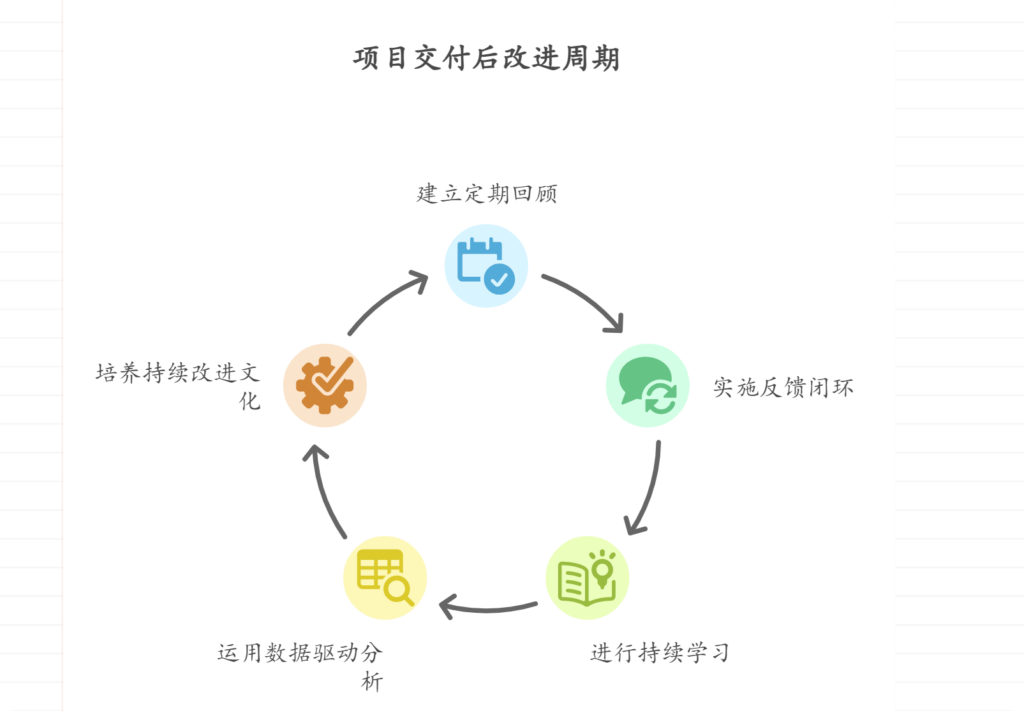 项目交付后改进周期
建立定期回顾
培养持续改进文
化
实施反馈闭环
运用数据驱动分
析
进行持续学习